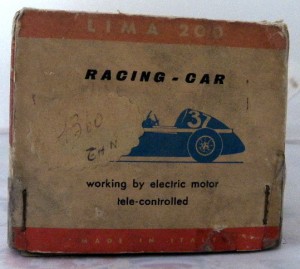 LIMA 200
RACING-CAR
37
working by electric motor
tele-controlled
MADE IN ITALY